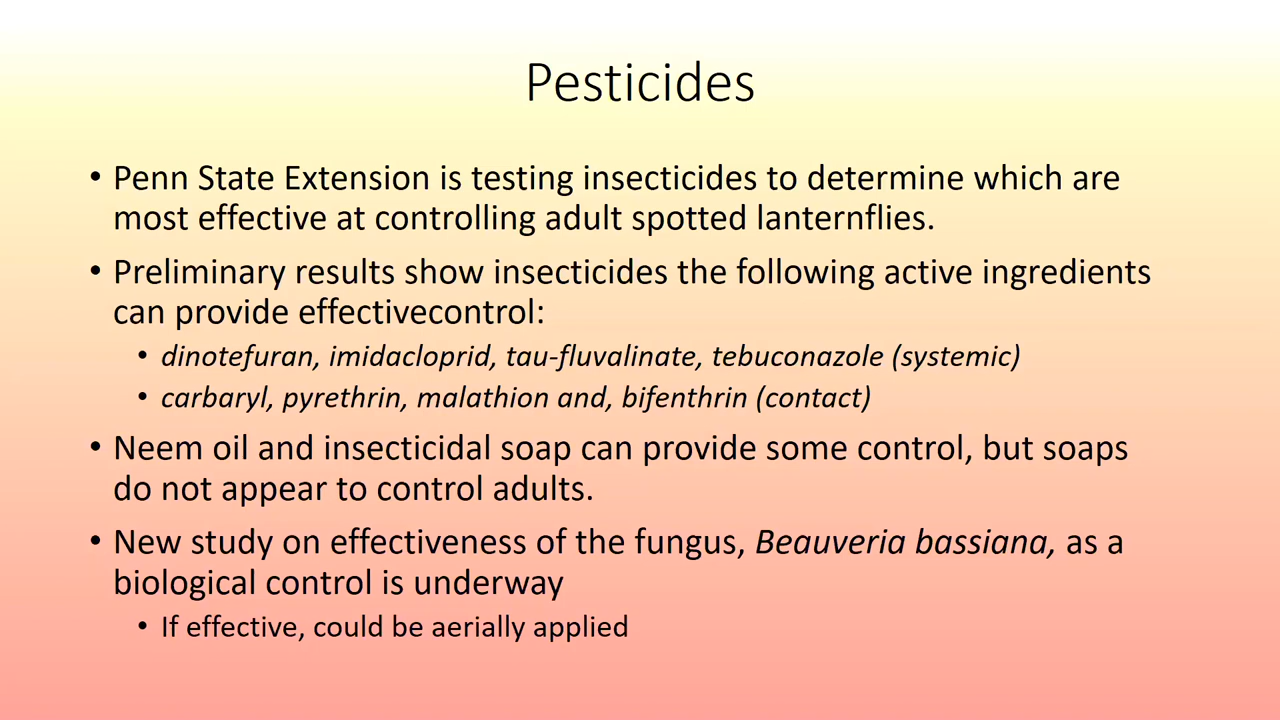 Pesticides
• Penn State Extension is testing insecticides to determine which are
most effective at controlling adult spotted lanternflies.
• Preliminary results show insecticides the following active ingredients
can provide effectivecontrol:
• dinotefuran, imidacloprid, tau-fluvalinate, tebuconazole (systemic)
• carbaryl, pyrethrin, malathion and, bifenthrin (contact)
• Neem oil and insecticidal soap can provide some control, but soaps
do not appear to control adults.
• New study on effectiveness of the fungus, Beauveria bassiana, as a
biological control is underway
• If effective, could be aerially applied